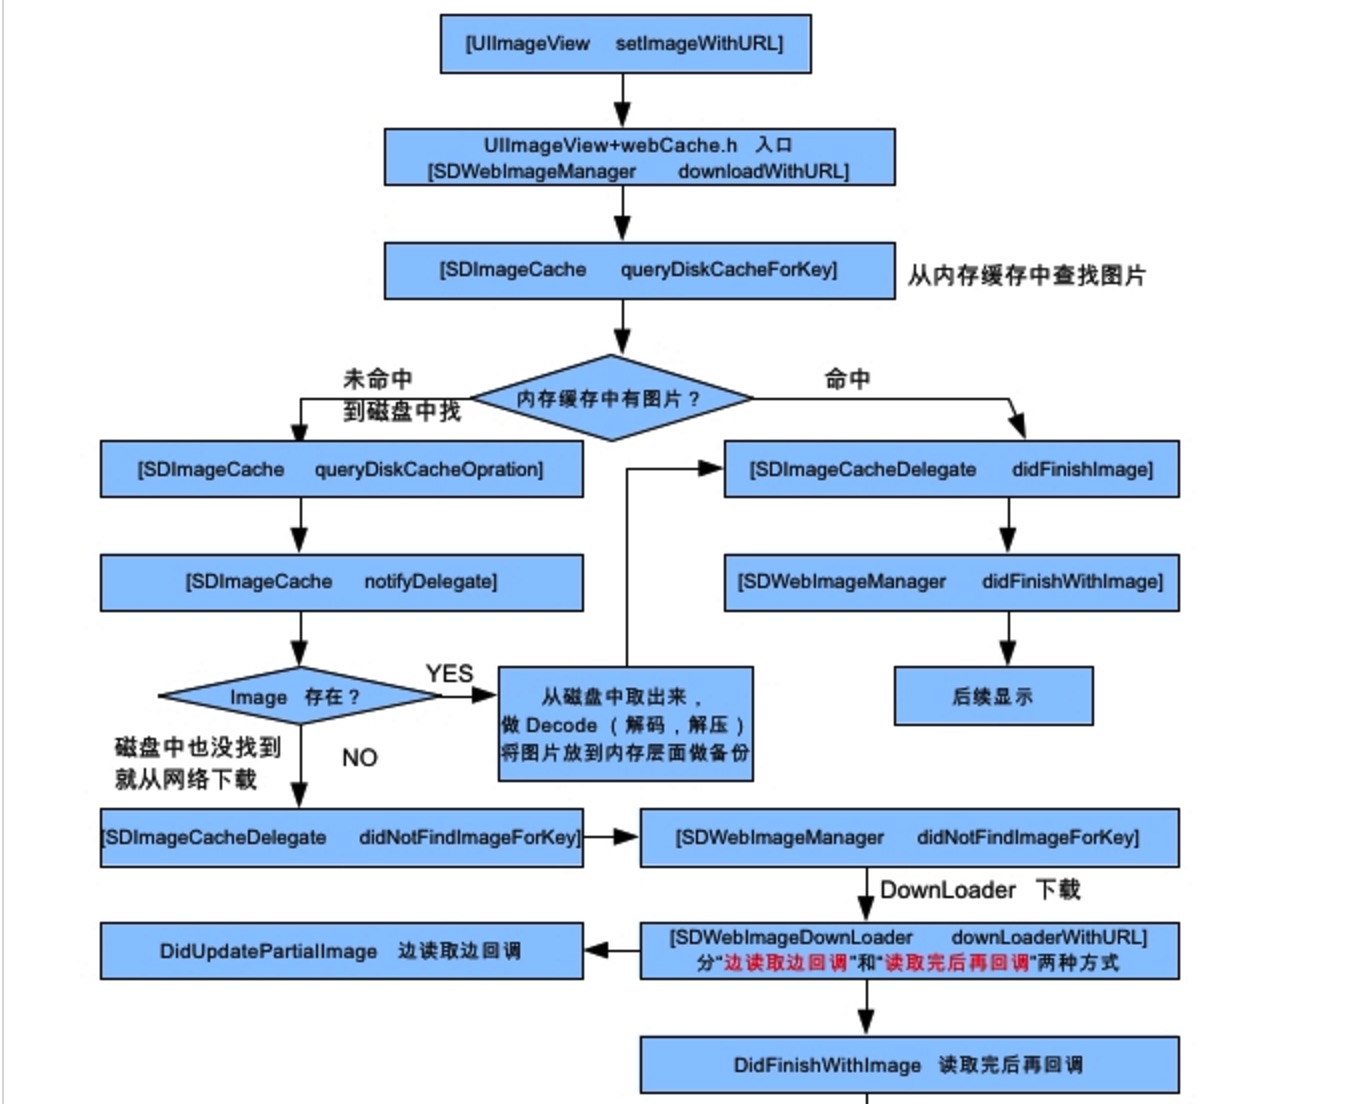 [UIImageView setImageWithURL]
UIImageView+webCache.h 入口
[SDWebImageManager downloadWithURL]
[SDImageCache queryDiskCacheForKey]
从内存缓存中查找图片
内存缓存中有图片？
未命中
到磁盘中找
命中
[SDImageCache queryDiskCacheOpration]
[SDImageCacheDelegate didFinishImage]
[SDImageCache notifyDelegate]
[SDWebImageManager didFinishWithImage]
Image 存在？
YES
从磁盘中取出来，
做 Decode （解码，解压）
将图片放到内存层面做备份
后续显示
磁盘中也没找到
就从网络下载
NO
[SDImageCacheDelegate didNotFindImageForKey]
[SDWebImageManager didNotFindImageForKey]
DownLoader 下载
DidUpdatePartialImage 边读取边回调
[SDWebImageDownLoader downLoaderWithURL]
分“边读取边回调”和“读取完后再回调”两种方式
DidFinishWithImage 读取完后再回调